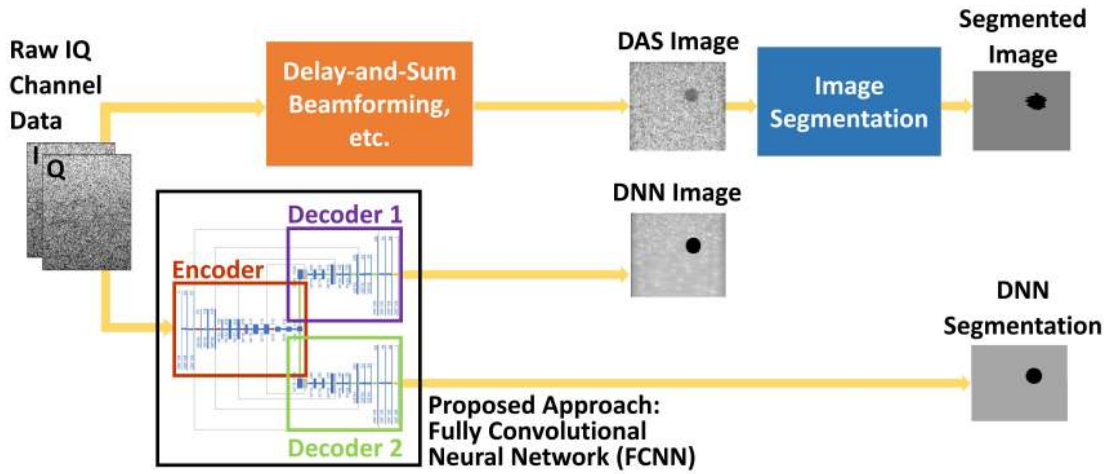 Raw IQ
Channel
Data
I
Q
Delay-and-Sum
Beamforming,
etc.
DAS Image
Image
Segmentation
Segmented
Image
DNN Image
Decoder 1
Encoder
Decoder 2
DNN
Segmentation
Proposed Approach:
Fully Convolutional
Neural Network (FCNN)